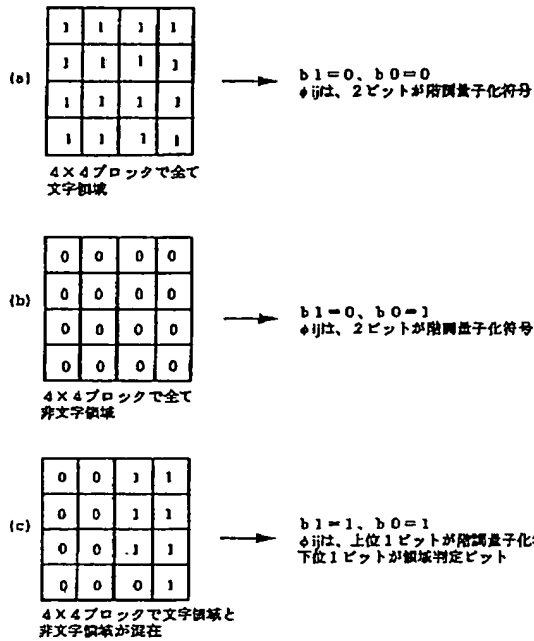 (a)
1 1 1 1
1 1 1 1
1 1 1 1
1 1 1 1
b1=0、b0=0
φijは、2ビットが階調量子化符号
4×4ブロックで全て
文字領域
(b)
0 0 0 0
0 0 0 0
0 0 0 0
0 0 0 0
b1=0、b0=1
φijは、2ビットが階調量子化符号
4×4ブロックで全て
非文字領域
(c)
0 0 1 1
0 0 1 1
0 0 1 1
0 0 0 1
b1=1、b0=1
φijは、上位1ビットが階調量子化
下位1ビットが領域判定ビット
4×4ブロックで文字領域と
非文字領域が混在